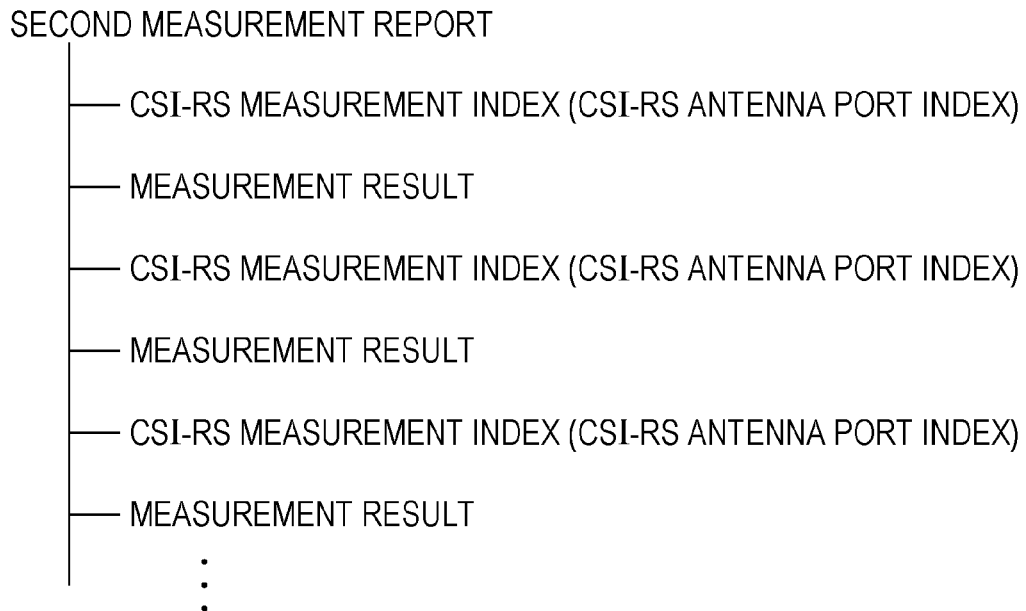 SECOND MEASUREMENT REPORT
CSI-RS MEASUREMENT INDEX (CSI-RS ANTENNA PORT INDEX)
MEASUREMENT RESULT
CSI-RS MEASUREMENT INDEX (CSI-RS ANTENNA PORT INDEX)
MEASUREMENT RESULT
CSI-RS MEASUREMENT INDEX (CSI-RS ANTENNA PORT INDEX)
MEASUREMENT RESULT